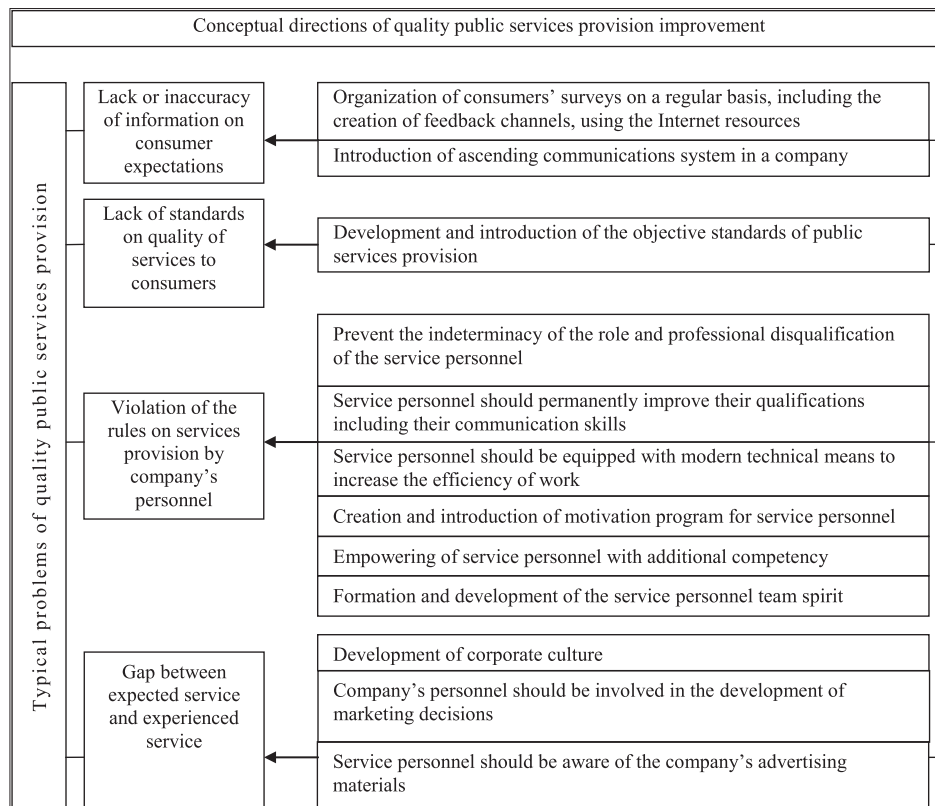 Conceptual directions of quality public services provision improvement
Typical problems of quality public services provision
Lack or inaccuracy
of information on
consumer
expectations
Organization of consumers’ surveys on a regular basis, including the
creation of feedback channels, using the Internet resources
Introduction of ascending communications system in a company
Lack of standards
on quality of
services to
consumers
Development and introduction of the objective standards of public
services provision
Violation of the
rules on services
provision by
company’s
personnel
Prevent the indeterminacy of the role and professional disqualification
of the service personnel
Service personnel should permanently improve their qualifications
including their communication skills
Service personnel should be equipped with modern technical means to
increase the efficiency of work
Creation and introduction of motivation program for service personnel
Empowering of service personnel with additional competency
Formation and development of the service personnel team spirit
Gap between
expected service
and experienced
service
Development of corporate culture
Company’s personnel should be involved in the development of
marketing decisions
Service personnel should be aware of the company’s advertising
materials